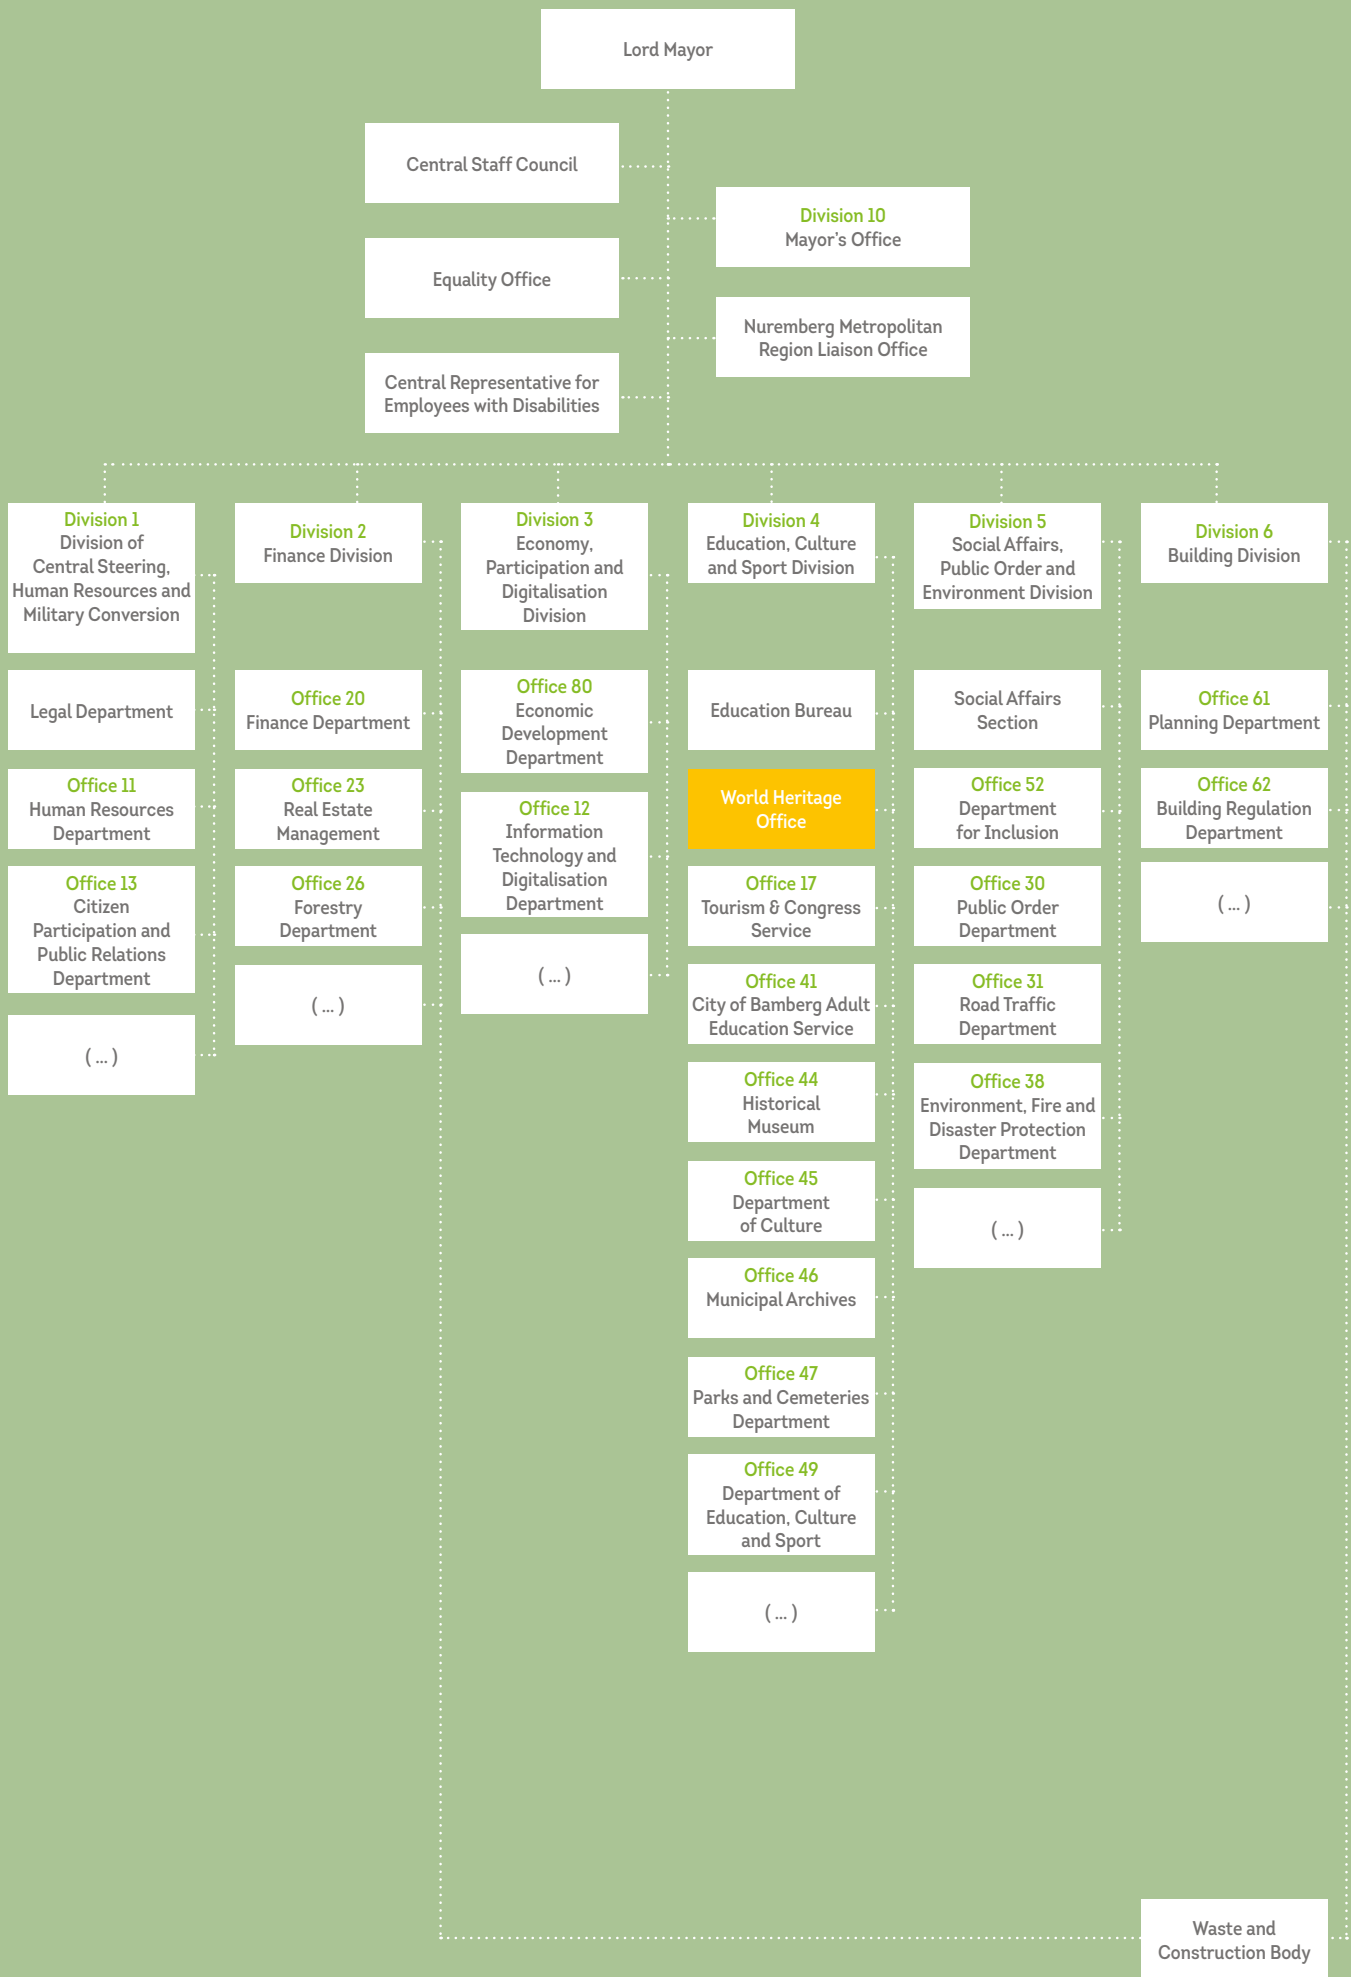 Lord Mayor
Central Staff Council
Division 10
Mayor's Office
Equality Office
Nuremberg Metropolitan
Region Liaison Office
Central Representative for
Employees with Disabilities
Division 1
Division of
Central Steering,
Human Resources and
Military Conversion
Legal Department
Office 11
Human Resources
Department
Office 13
Citizen
Participation and
Public Relations
Department
( ... )
Division 2
Finance Division
Office 20
Finance Department
Office 23
Real Estate
Management
Office 26
Forestry
Department
( ... )
Division 3
Economy,
Participation and
Digitalisation
Division
Office 80
Economic
Development
Department
Office 12
Information
Technology and
Digitalisation
Department
( ... )
Division 4
Education, Culture
and Sport Division
Education Bureau
World Heritage
Office
Office 17
Tourism & Congress
Service
Office 41
City of Bamberg Adult
Education Service
Office 44
Historical
Museum
Office 45
Department
of Culture
Office 46
Municipal Archives
Office 47
Parks and Cemeteries
Department
Office 49
Department of
Education, Culture
and Sport
( ... )
Division 5
Social Affairs,
Public Order and
Environment Division
Social Affairs
Section
Office 52
Department
for Inclusion
Office 30
Public Order
Department
Office 31
Road Traffic
Department
Office 38
Environment, Fire and
Disaster Protection
Department
( ... )
Division 6
Building Division
Office 61
Planning Department
Office 62
Building Regulation
Department
( ... )
Waste and
Construction Body